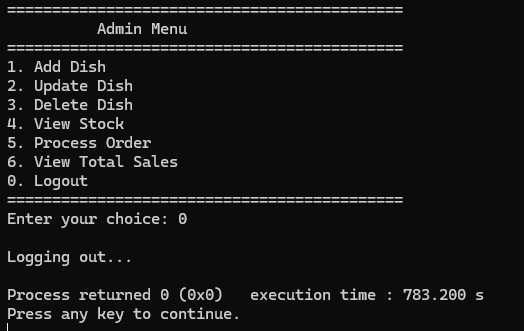 ============================================
          Admin Menu
============================================
1. Add Dish
2. Update Dish
3. Delete Dish
4. View Stock
5. Process Order
6. View Total Sales
0. Logout
============================================
Enter your choice: 0

Logging out...

Process returned 0 (0x0)   execution time : 783.200 s
Press any key to continue.